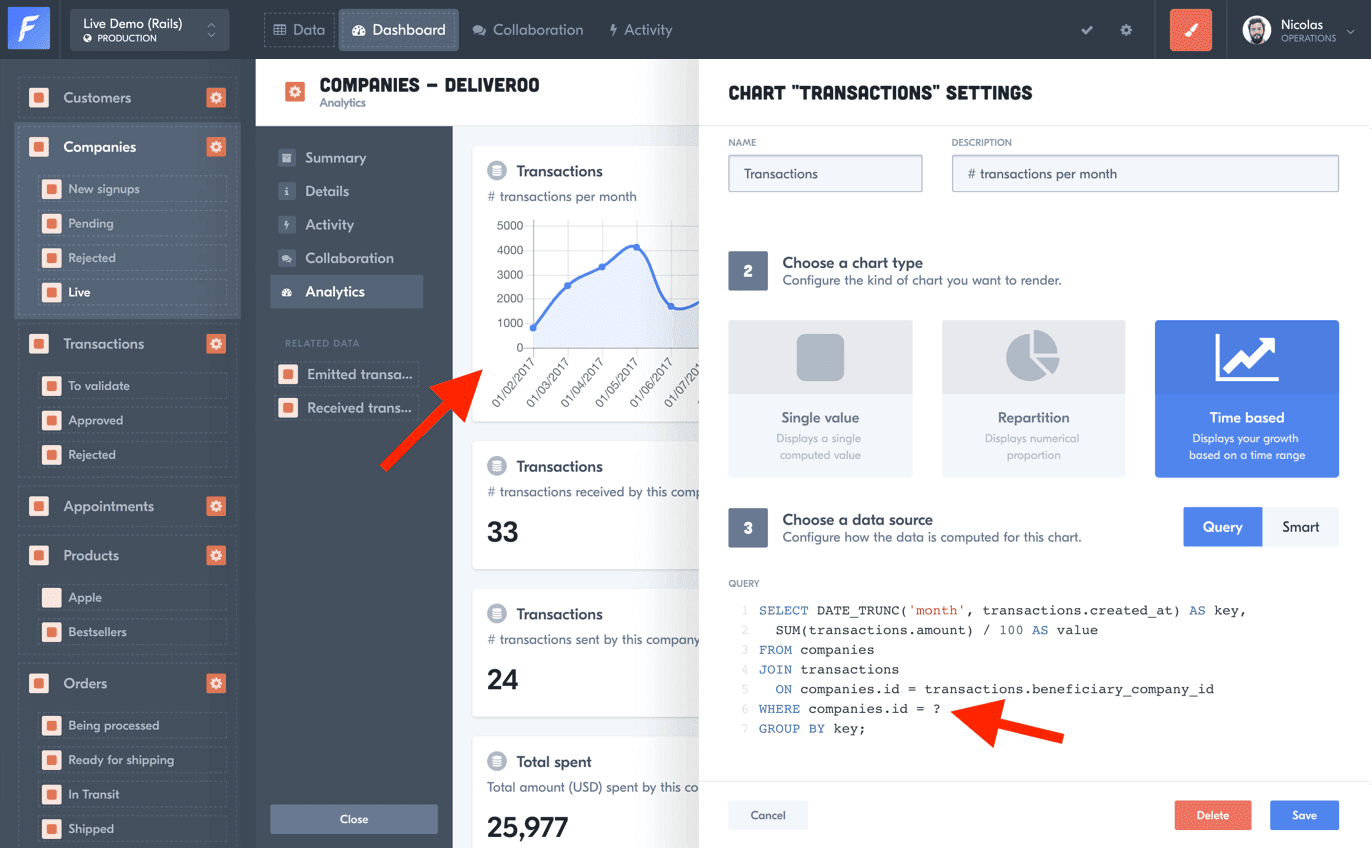 Live Demo (Rails)
PRODUCTION
Data
Dashboard
Collaboration
Activity
Nicolas
OPERATIONS
Customers
Companies
New signups
Pending
Rejected
Live
Transactions
To validate
Approved
Rejected
Appointments
Products
Apple
Bestsellers
Orders
Being processed
Ready for shipping
In Transit
Shipped
COMPANIES – DELIVEROO
Analytics
Summary
Details
Activity
Collaboration
Analytics
RELATED DATA
Emitted transa...
Received trans...
Close
Transactions
# transactions per month
5000
4000
3000
2000
1000
0
01/02/2017
01/03/2017
01/04/2017
01/05/2017
01/06/2017
01/07/201
Transactions
# transactions received by this comp
33
Transactions
# transactions sent by this company
24
Total spent
Total amount (USD) spent by this co
25,977
CHART "TRANSACTIONS" SETTINGS
NAME
DESCRIPTION
Transactions
# transactions per month
2
Choose a chart type
Configure the kind of chart you want to render.
Single value
Displays a single
computed value
Repartition
Displays numerical
proportion
Time based
Displays your growth
based on a time range
3
Choose a data source
Configure how the data is computed for this chart.
Query
Smart
QUERY
1 SELECT DATE_TRUNC('month', transactions.created_at) AS key,
2 SUM(transactions.amount) / 100 AS value
3 FROM companies
4 JOIN transactions
5 ON companies.id = transactions.beneficiary_company_id
6 WHERE companies.id = ?
7 GROUP BY key;
Cancel
Delete
Save